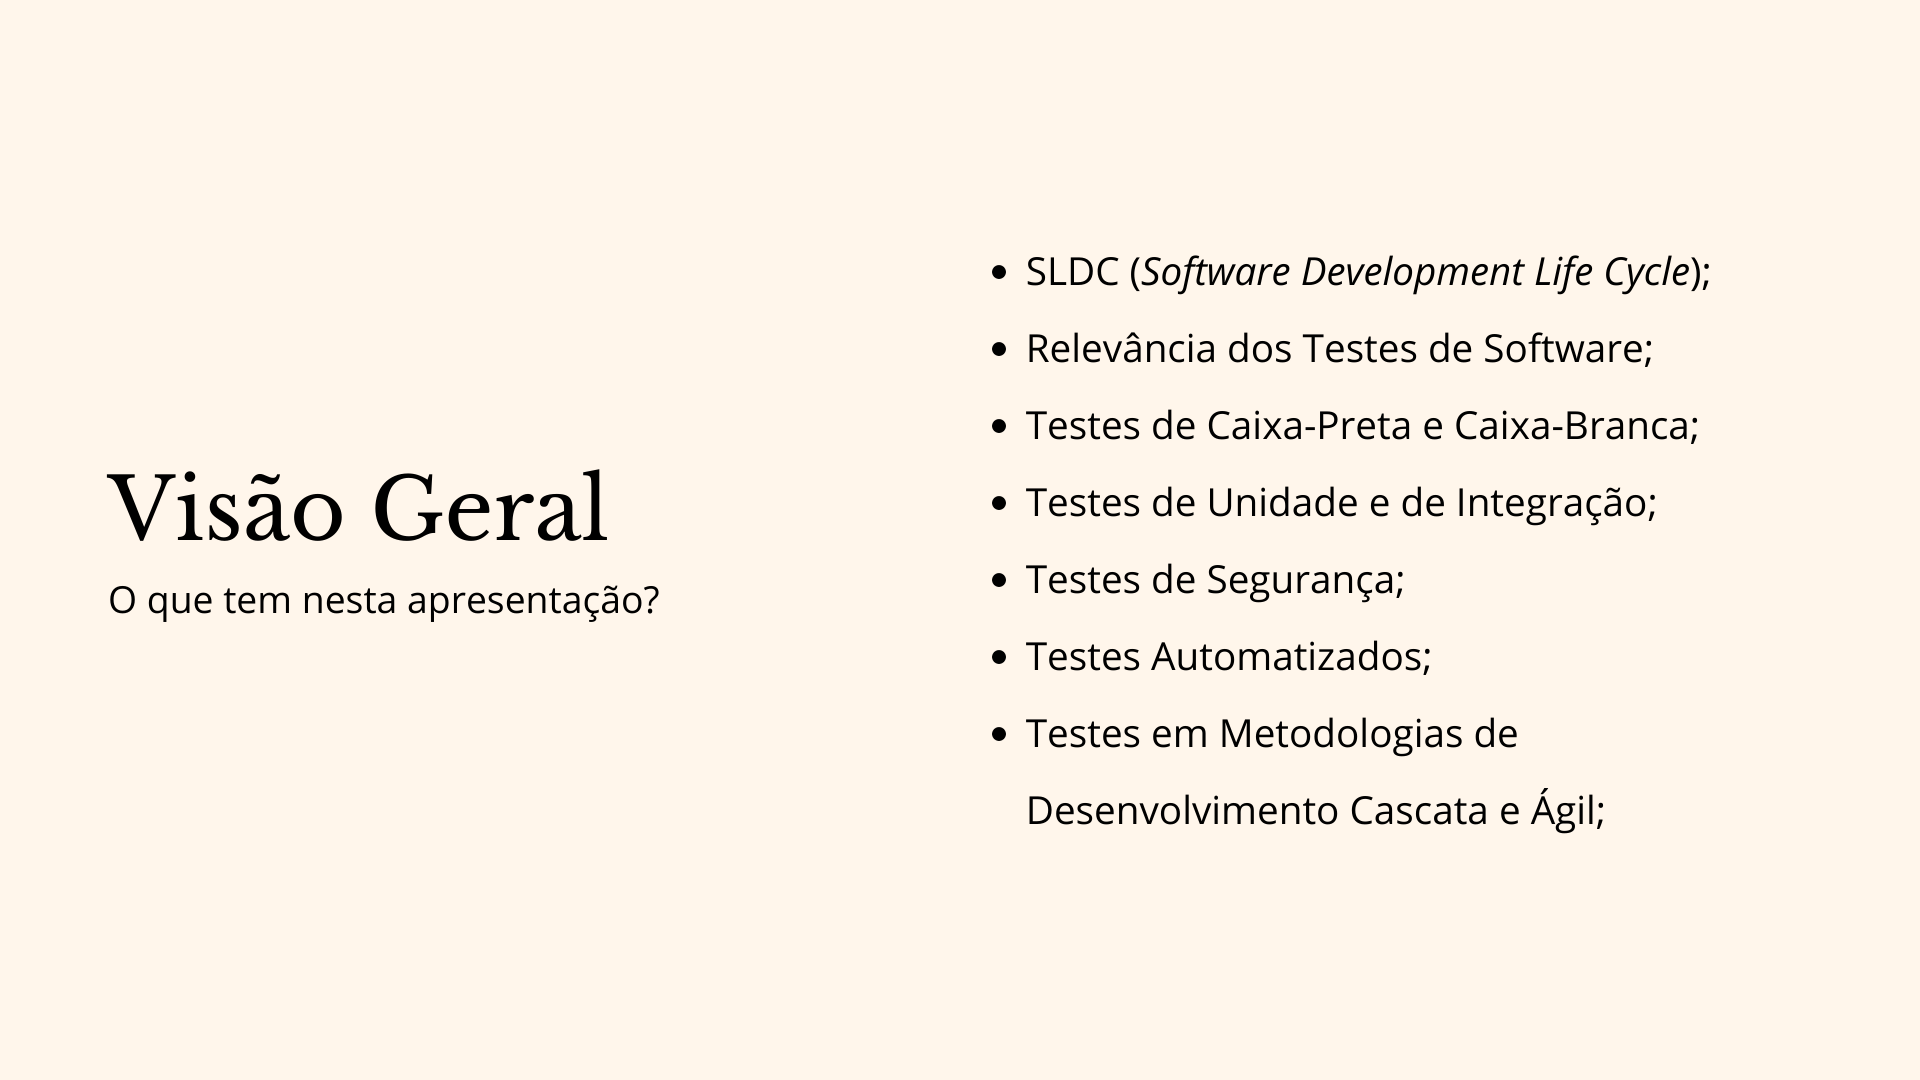 Visão Geral
O que tem nesta apresentação?
• SLDC (Software Development Life Cycle);
• Relevância dos Testes de Software;
• Testes de Caixa-Preta e Caixa-Branca;
• Testes de Unidade e de Integração;
• Testes de Segurança;
• Testes Automatizados;
• Testes em Metodologias de
Desenvolvimento Cascata e Ágil;